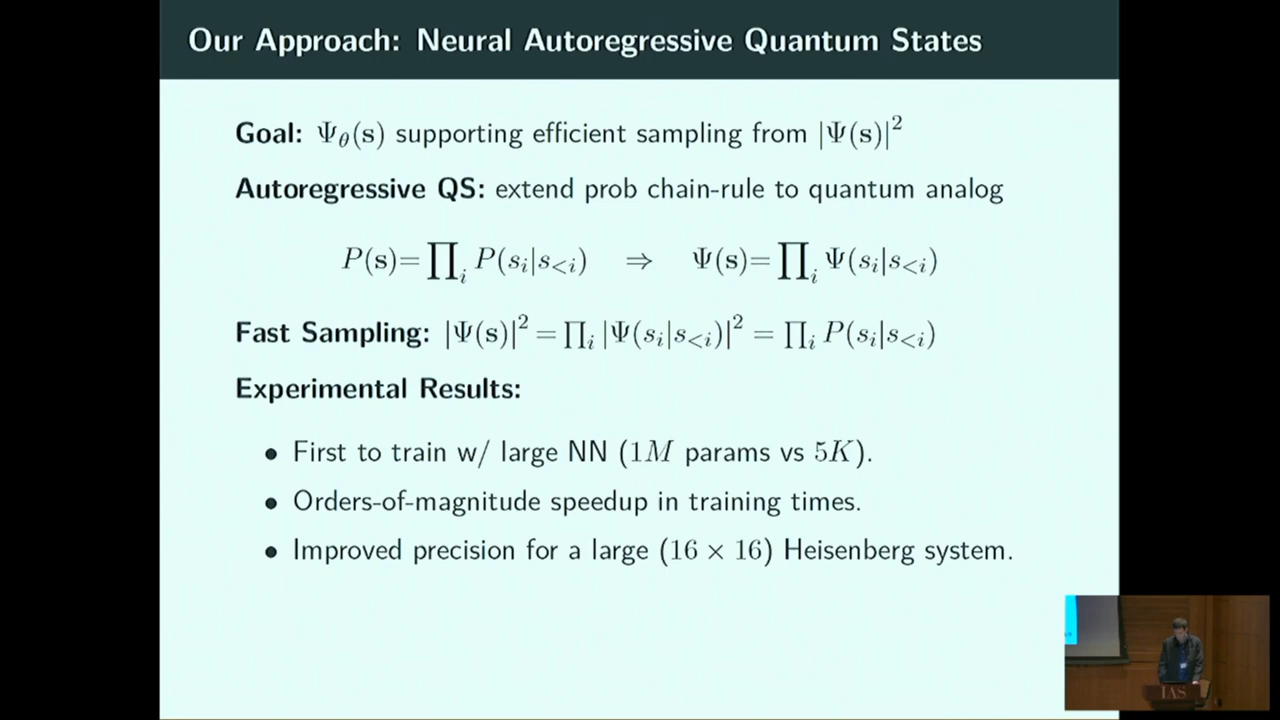 Our Approach: Neural Autoregressive Quantum States
Goal: Ψ_θ(s) supporting efficient sampling from |Ψ(s)|²
Autoregressive QS: extend prob chain-rule to quantum analog
P(s)=∏_i P(s_i|s_{<i}) ⇒ Ψ(s)=∏_i Ψ(s_i|s_{<i})
Fast Sampling: |Ψ(s)|² = ∏_i |Ψ(s_i|s_{<i})|² = ∏_i P(s_i|s_{<i})
Experimental Results:
• First to train w/ large NN (1M params vs 5K).
• Orders-of-magnitude speedup in training times.
• Improved precision for a large (16 × 16) Heisenberg system.
IAS